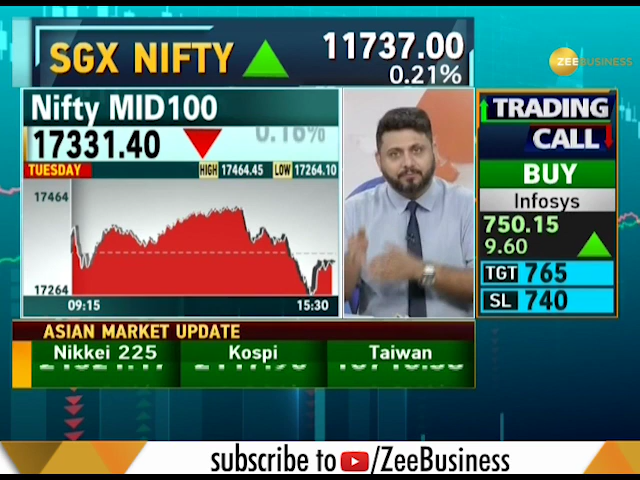 SGX NIFTY 11737.00
0.21%
ZEE BUSINESS
Nifty MID100
17331.40 0.16%
TUESDAY HIGH 17464.45 LOW 17264.10
17464
17264
09:15 15:30
TRADING
CALL
BUY
Infosys
750.15
9.60
TGT 765
SL 740
ASIAN MARKET UPDATE
Nikkei 225 Kospi Taiwan
subscribe to /ZeeBusiness